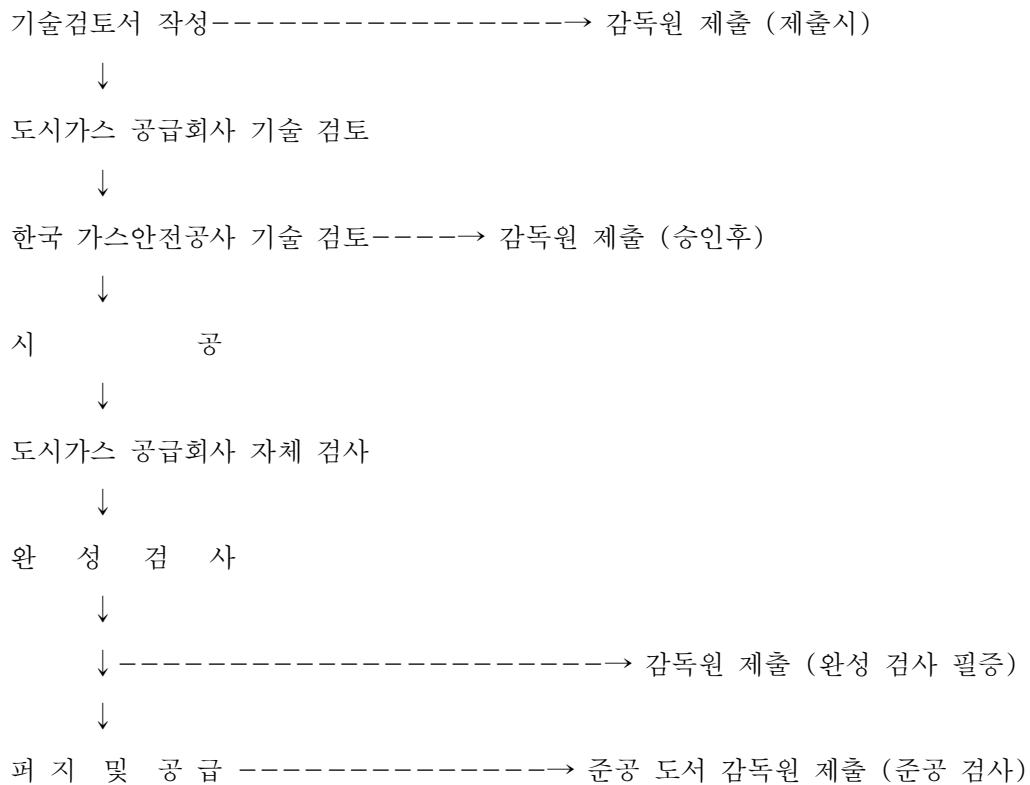 기술검토서 작성----------------→ 감독원 제출 (제출시)
↓
도시가스 공급회사 기술 검토
↓
한국 가스안전공사 기술 검토----→ 감독원 제출 (승인후)
↓
시 공
↓
도시가스 공급회사 자체 검사
↓
완 성 검 사
↓
↓----------------------→ 감독원 제출 (완성 검사 필증)
↓
퍼 지 및 공 급 --------------→ 준공 도서 감독원 제출 (준공 검사)